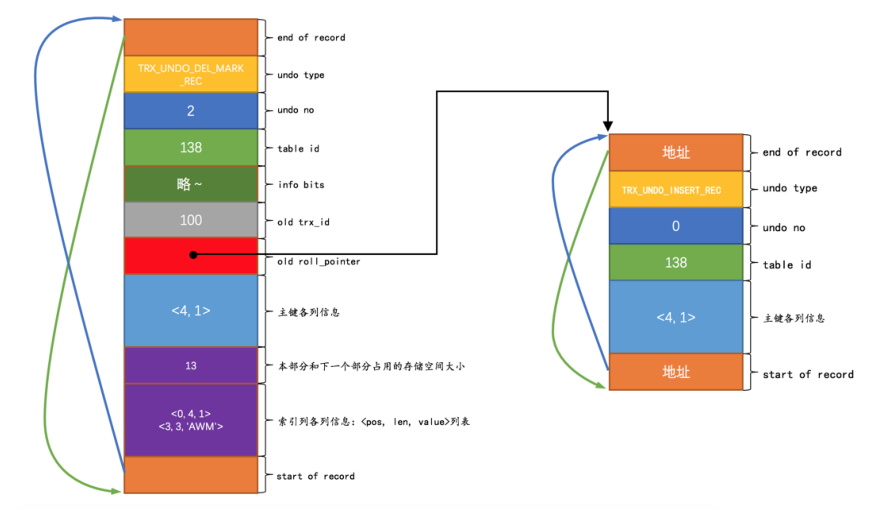 end of record
TRX_UNDO_DEL_MARK
_REC
undo type
2
undo no
138
table id
略 ~
info bits
100
old trx_id
old roll_pointer
<4, 1>
主键各列信息
13
本部分和下一个部分占用的存储空间大小
<0, 4, 1>
<3, 3, 'AWM'>
索引列各列信息：<pos, len, value>列表
start of record
地址
end of record
TRX_UNDO_INSERT_REC
undo type
0
undo no
138
table id
<4, 1>
主键各列信息
地址
start of record